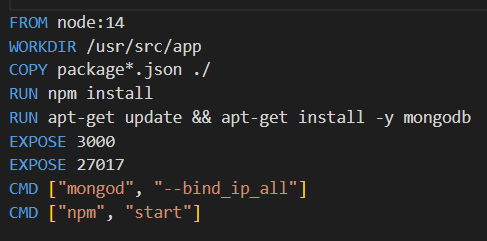 FROM node:14
WORKDIR /usr/src/app
COPY package*.json ./
RUN npm install
RUN apt-get update && apt-get install -y mongodb
EXPOSE 3000
EXPOSE 27017
CMD ["mongod", "--bind_ip_all"]
CMD ["npm", "start"]